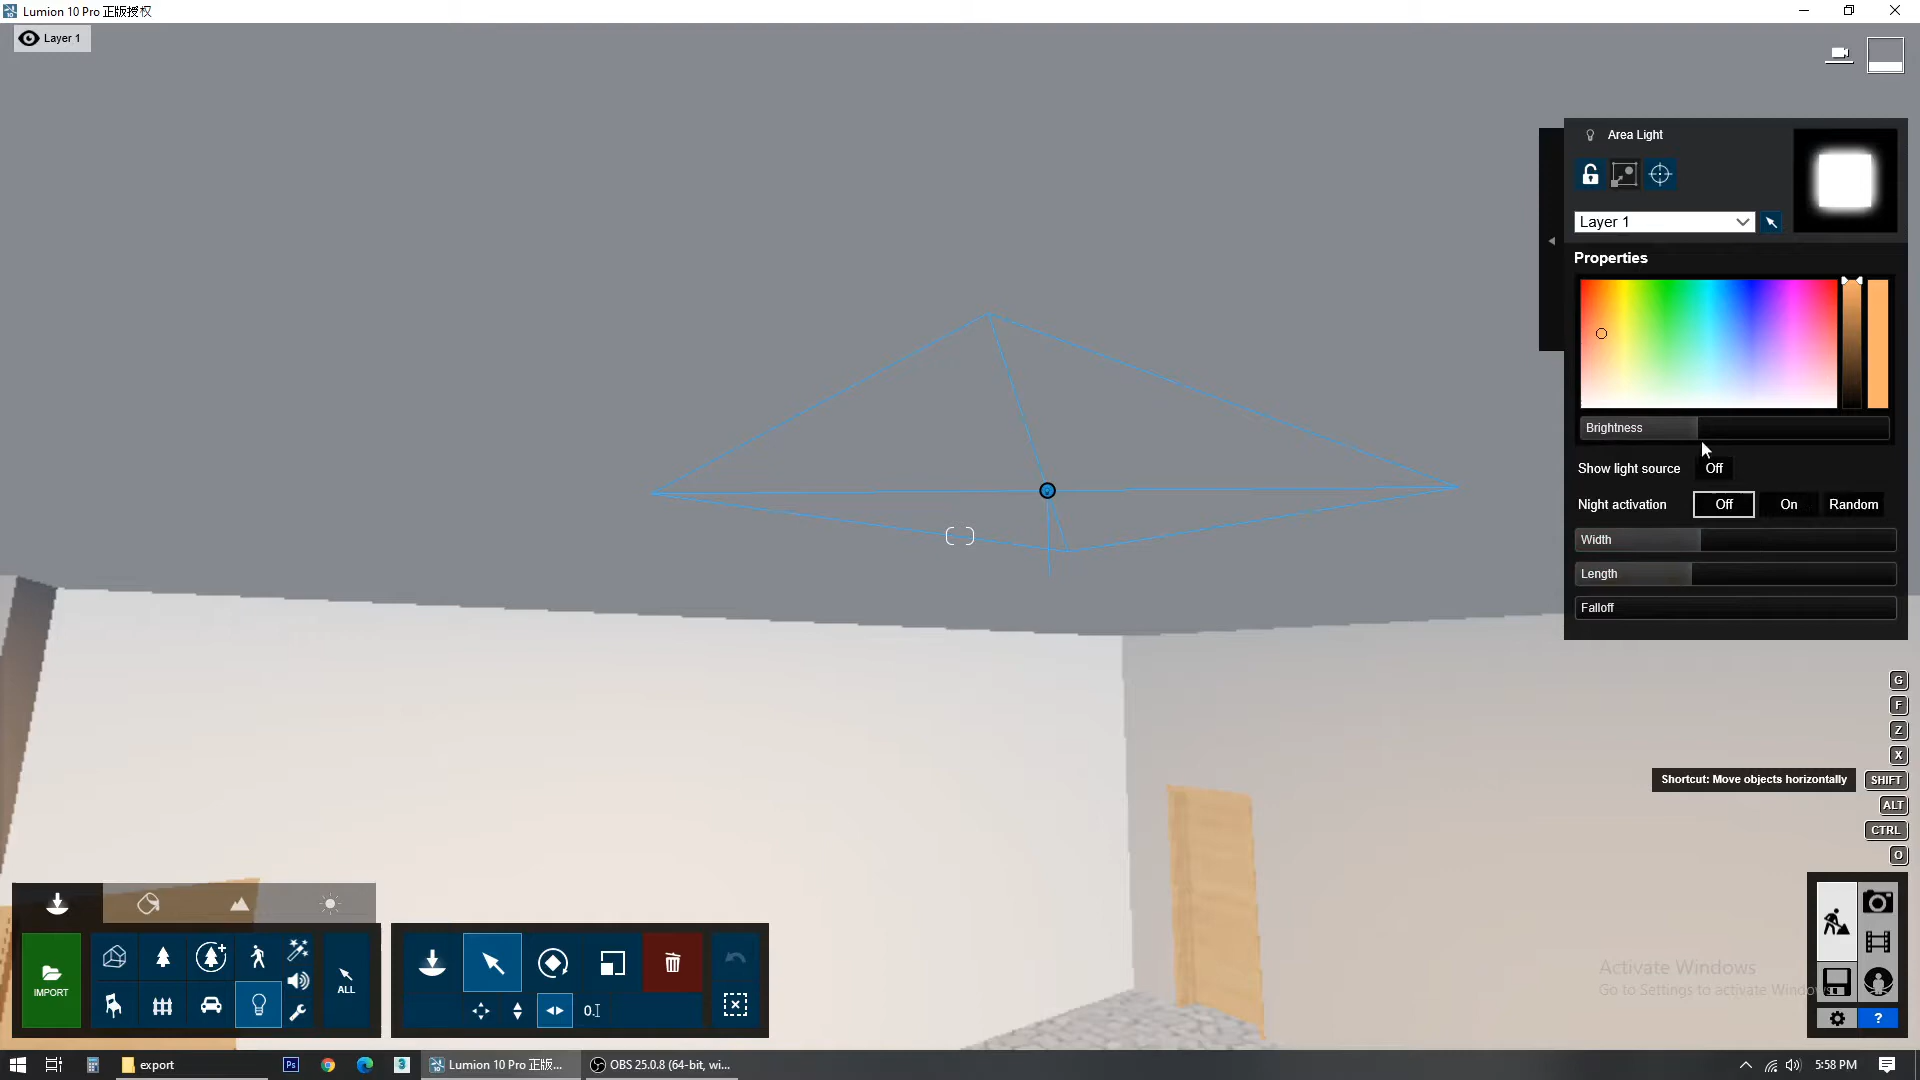 Lumion 10 Pro 正版授权
Layer 1
Area Light
Layer 1
Properties
Brightness
Show light source Off
Night activation Off On Random
Width
Length
Falloff
G
F
Z
X
Shortcut: Move objects horizontally SHIFT
ALT
CTRL
O
IMPORT
ALL
0.
Activate Windows
Go to Settings to activate Windows
?
export
Ps
Lumion 10 Pro 正版...
OBS 25.0.8 (64-bit, wi...
5:58 PM